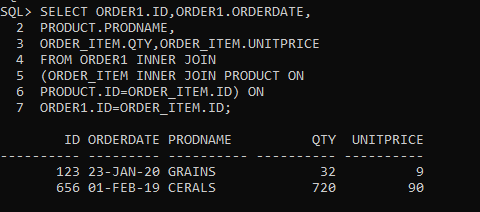 SQL> SELECT ORDER1.ID,ORDER1.ORDERDATE,
  2  PRODUCT.PRODNAME,
  3  ORDER_ITEM.QTY,ORDER_ITEM.UNITPRICE
  4  FROM ORDER1 INNER JOIN
  5  (ORDER_ITEM INNER JOIN PRODUCT ON
  6  PRODUCT.ID=ORDER_ITEM.ID) ON
  7  ORDER1.ID=ORDER_ITEM.ID;
        ID ORDERDATE PRODNAME          QTY  UNITPRICE
---------- --------- ---------- ---------- ----------
       123 23-JAN-20 GRAINS             32          9
       656 01-FEB-19 CERALS            720         90